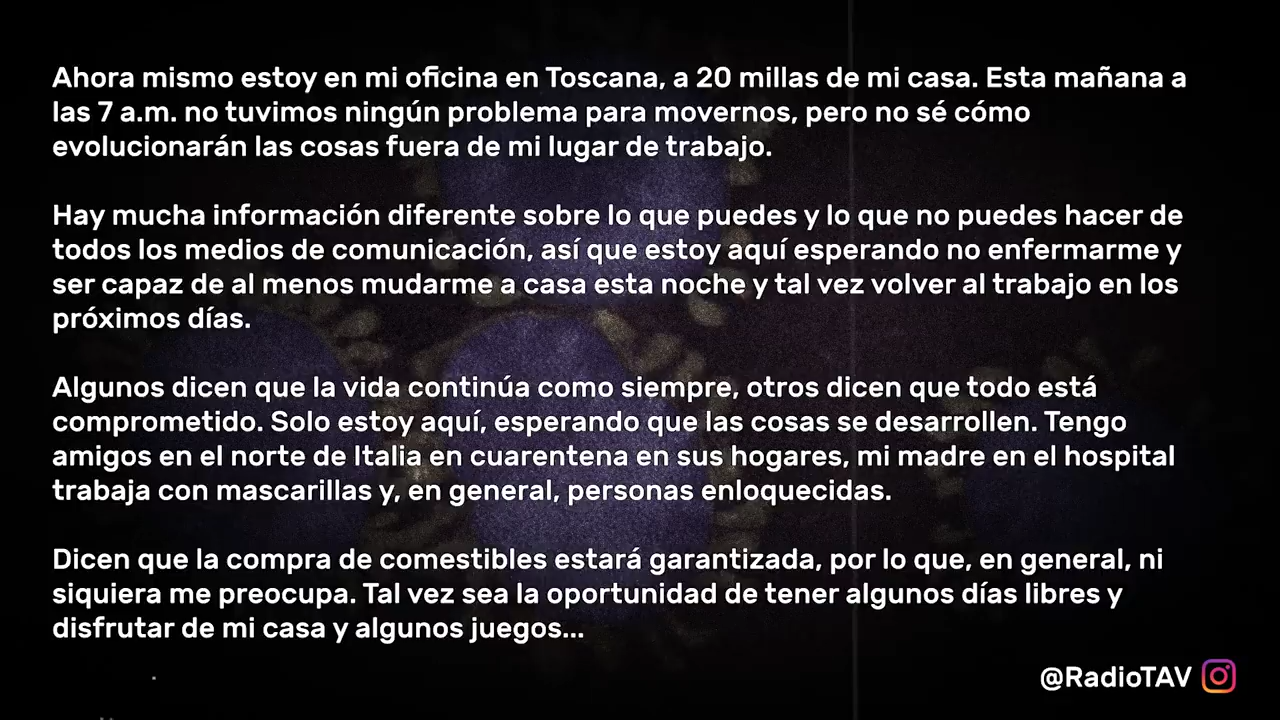 Ahora mismo estoy en mi oficina en Toscana, a 20 millas de mi casa. Esta mañana a
las 7 a.m. no tuvimos ningún problema para movernos, pero no sé cómo
evolucionarán las cosas fuera de mi lugar de trabajo.
Hay mucha información diferente sobre lo que puedes y lo que no puedes hacer de
todos los medios de comunicación, así que estoy aquí esperando no enfermarme y
ser capaz de al menos mudarme a casa esta noche y tal vez volver al trabajo en los
próximos días.
Algunos dicen que la vida continúa como siempre, otros dicen que todo está
comprometido. Solo estoy aquí, esperando que las cosas se desarrollen. Tengo
amigos en el norte de Italia en cuarentena en sus hogares, mi madre en el hospital
trabaja con mascarillas y, en general, personas enloquecidas.
Dicen que la compra de comestibles estará garantizada, por lo que, en general, ni
siquiera me preocupa. Tal vez sea la oportunidad de tener algunos días libres y
disfrutar de mi casa y algunos juegos...
@RadioTAV